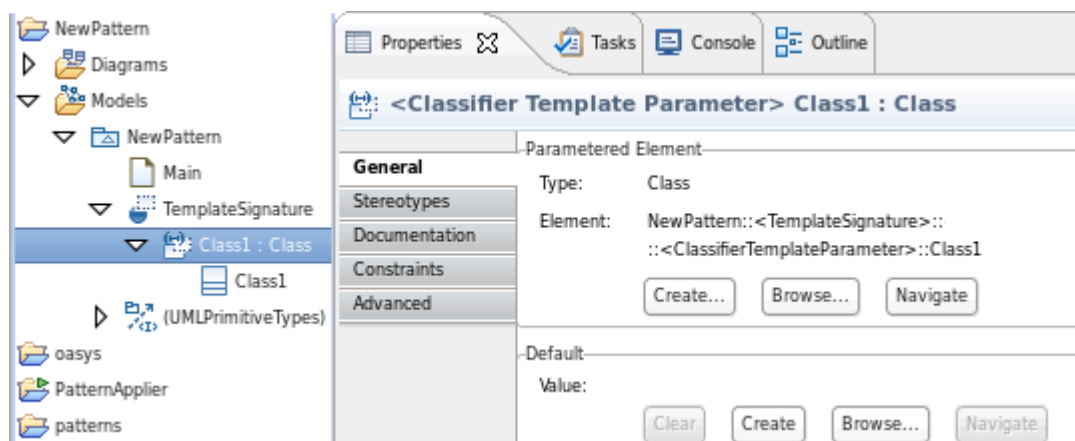 NewPattern
Diagrams
Models
NewPattern
Main
TemplateSignature
Class1 : Class
Class1
(UMLPrimitiveTypes)
oasys
PatternApplier
patterns
Properties
Tasks
Console
Outline
<Classifier Template Parameter> Class1 : Class
General
Stereotypes
Documentation
Constraints
Advanced
Parametered Element
Type: Class
Element: NewPattern::<TemplateSignature>::
::<ClassifierTemplateParameter>::Class1
Create... Browse... Navigate
Default
Value:
Clear Create Browse... Navigate